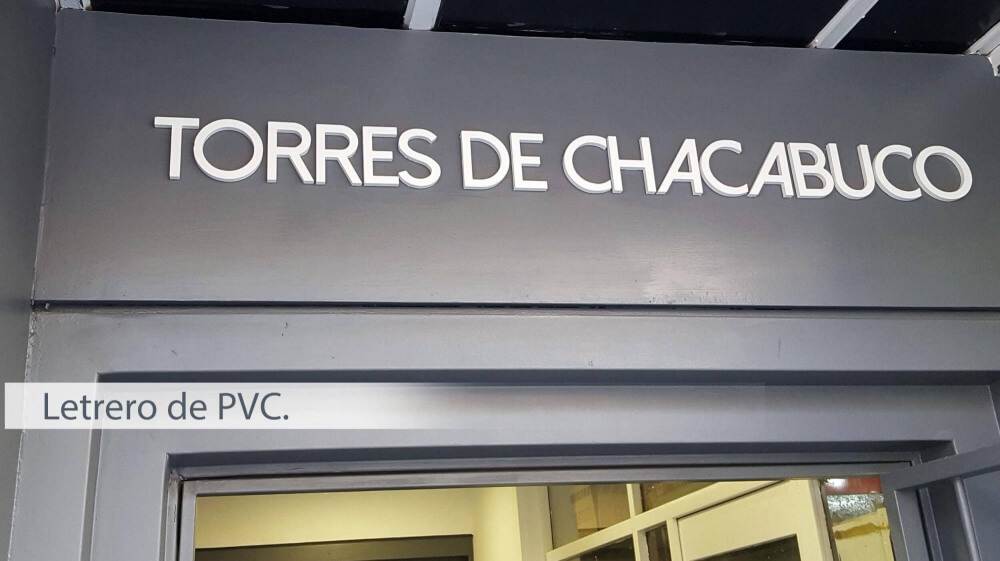 TORRES DE CHACABUCO
Letrero de PVC.